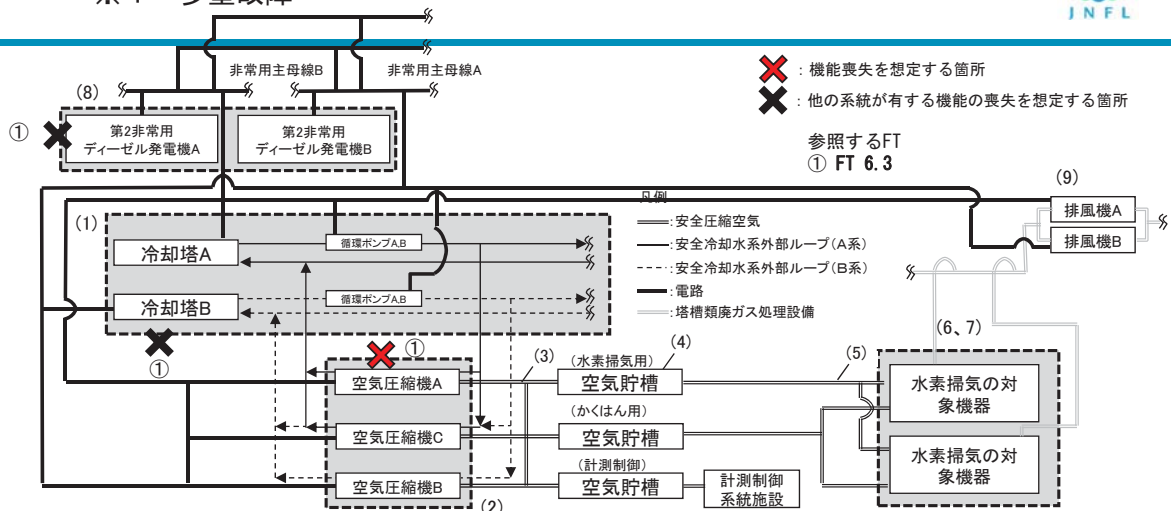 JNFL
非常用主母線B
非常用主母線A
:機能喪失を想定する箇所
:他の系統が有する機能の喪失を想定する箇所
(8)
①
第2非常用
ディーゼル発電機A
第2非常用
ディーゼル発電機B
参照するFT
① FT 6.3
(9)
排風機A
排風機B
凡例
:安全圧縮空気
:安全冷却水系外部ループ(A系)
:安全冷却水系外部ループ(B系)
:電路
:塔槽類廃ガス処理設備
(1)
冷却塔A
循環ポンプA,B
冷却塔B
循環ポンプA,B
①
①
(6、7)
(3)
(水素掃気用)
(4)
(5)
空気圧縮機A
空気貯槽
水素掃気の対
象機器
(かくはん用)
空気圧縮機C
空気貯槽
(計測制御)
空気圧縮機B
空気貯槽
計測制御
系統施設
水素掃気の対
象機器
(2)